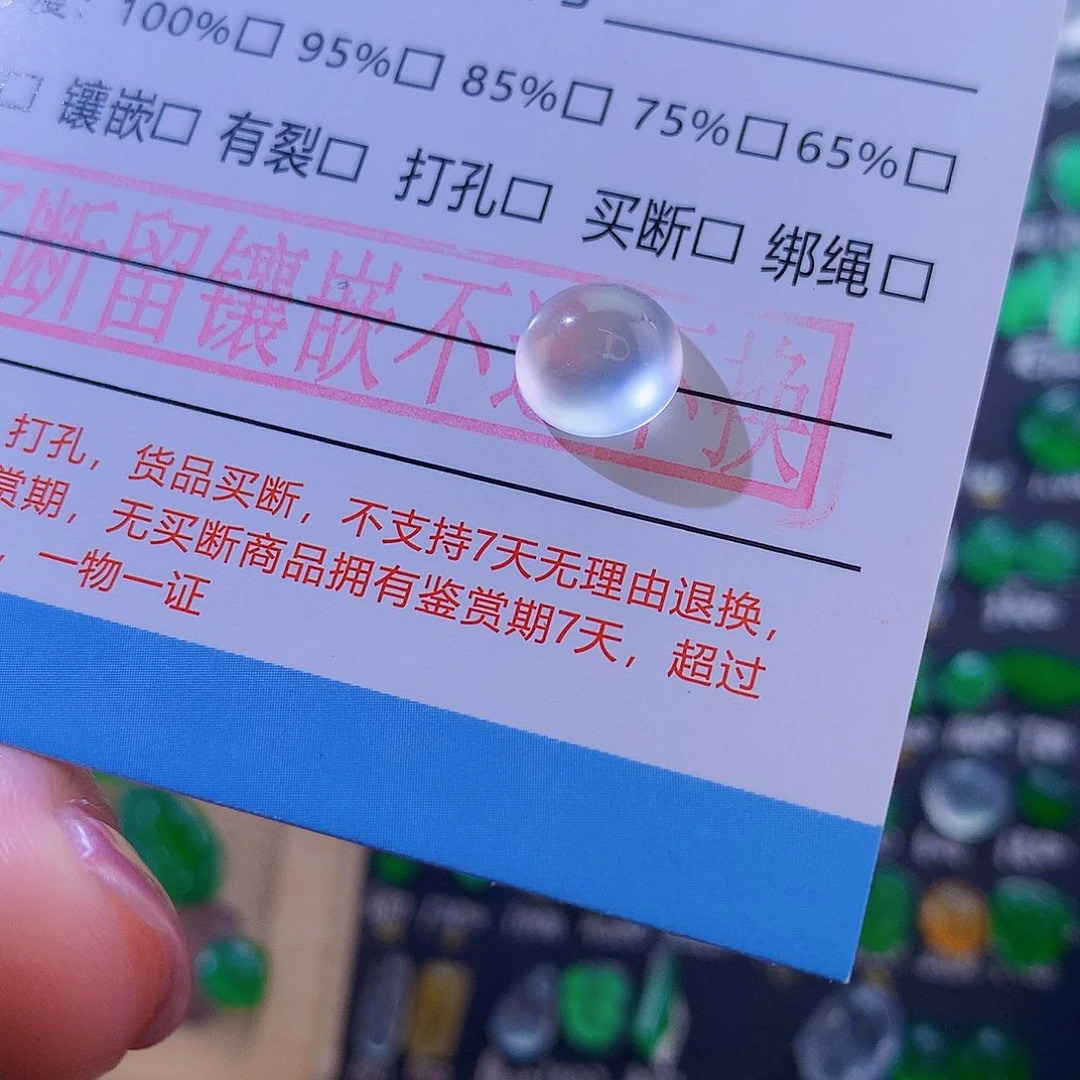 100%□ 95%□ 85%□ 75%□ 65%□
□ 镶嵌□ 有裂□ 打孔□ 买断□ 绑绳□
断留镶嵌不 不换
打孔，货品买断，不支持7天无理由退换，
赏期，无买断商品拥有鉴赏期7天，超过
，一物一证